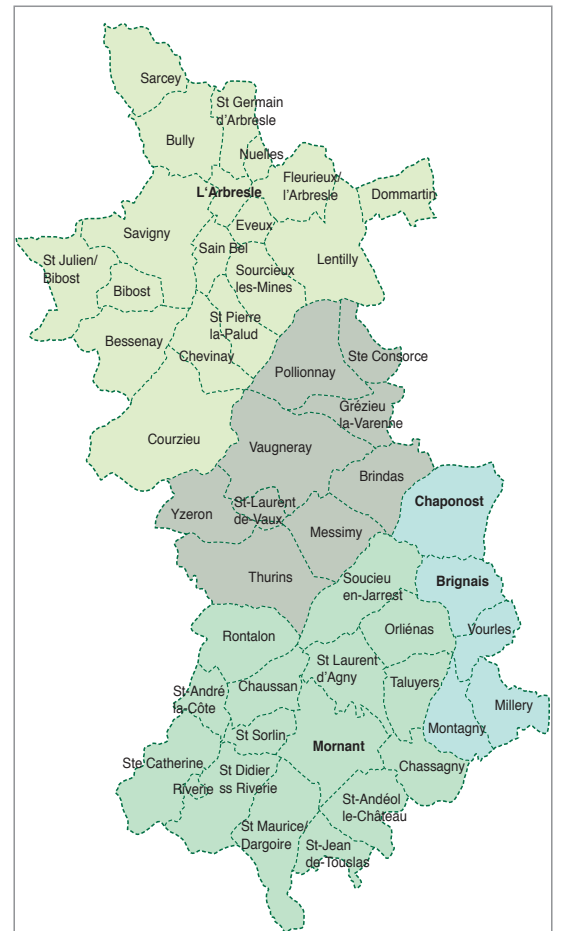 Sarcey
St Germain
d'Arbresle
Bully
Nuelles
Fleurieux/
l'Arbresle
L'Arbresle
Dommartin
Eveux
Savigny
Sain Bel
Lentilly
St Julien/
Bibost
Sourcieux
les-Mines
Bibost
St Pierre
la-Palud
Bessenay
Chevinay
Ste Consorce
Pollionnay
Grézieu
la-Varenne
Courzieu
Vaugneray
Brindas
Chaponost
St-Laurent
de-Vaux
Yzeron
Messimy
Thurins
Soucieu
en-Jarrest
Brignais
Orliénas
Vourles
Rontalon
St Laurent
d'Agny
Taluyers
Chaussan
St-André
la-Côte
Millery
Montagny
St Sorlin
Mornant
Ste Catherine
Chassagny
St Didier
ss Riverie
Riverie
St-Andéol
le-Château
St Maurice/
Dargoire
St-Jean
de-Touslas